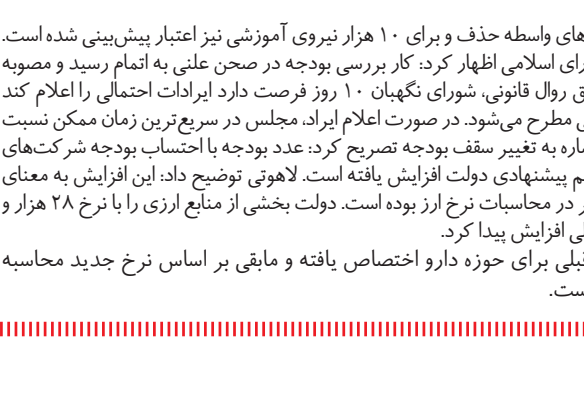 های واسطه حذف و برای ۱۰ هزار نیروی آموزشی نیز اعتبار پیش‌بینی شده است.
رای اسلامی اظهار کرد: کار بررسی بودجه در صحن علنی به اتمام رسید و مصوبه
ق روال قانونی، شورای نگهبان ۱۰ روز فرصت دارد ایرادات احتمالی را اعلام کند
ی مطرح می‌شود. در صورت اعلام ایراد، مجلس در سریع‌ترین زمان ممکن نسبت
اره به تغییر سقف بودجه تصریح کرد: عدد بودجه با احتساب بودجه شرکت‌های
م پیشنهادی دولت افزایش یافته است. لاهوتی توضیح داد: این افزایش به معنای
ر در محاسبات نرخ ارز بوده است. دولت بخشی از منابع ارزی را با نرخ ۲۸ هزار و
لی افزایش پیدا کرد.
قبلی برای حوزه دارو اختصاص یافته و مابقی بر اساس نرخ جدید محاسبه
ست.